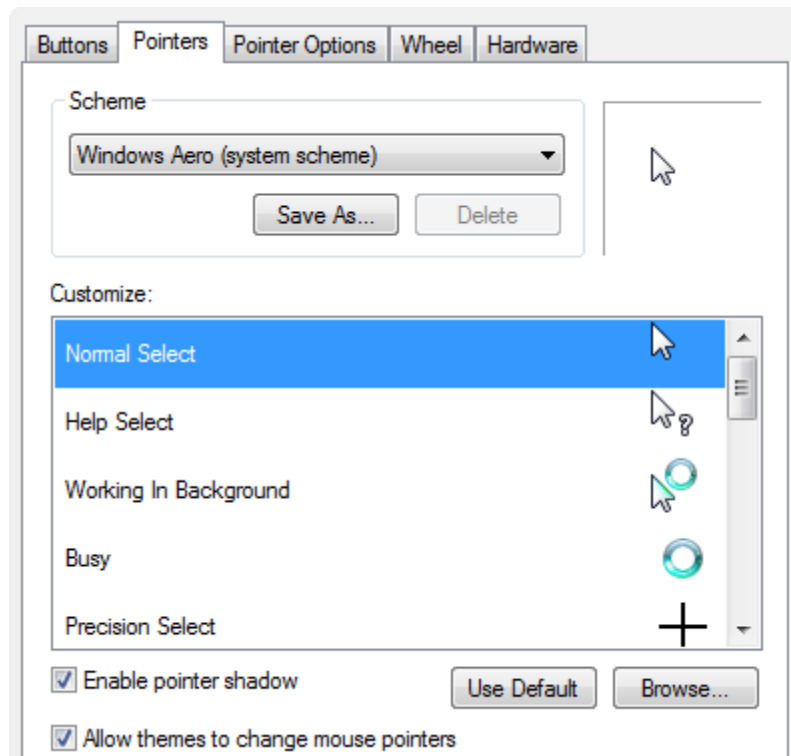 Buttons Pointers Pointer Options Wheel Hardware
Scheme
Windows Aero (system scheme)
Save As... Delete
Customize:
Normal Select
Help Select
Working In Background
Busy
Precision Select
Enable pointer shadow Use Default Browse...
Allow themes to change mouse pointers